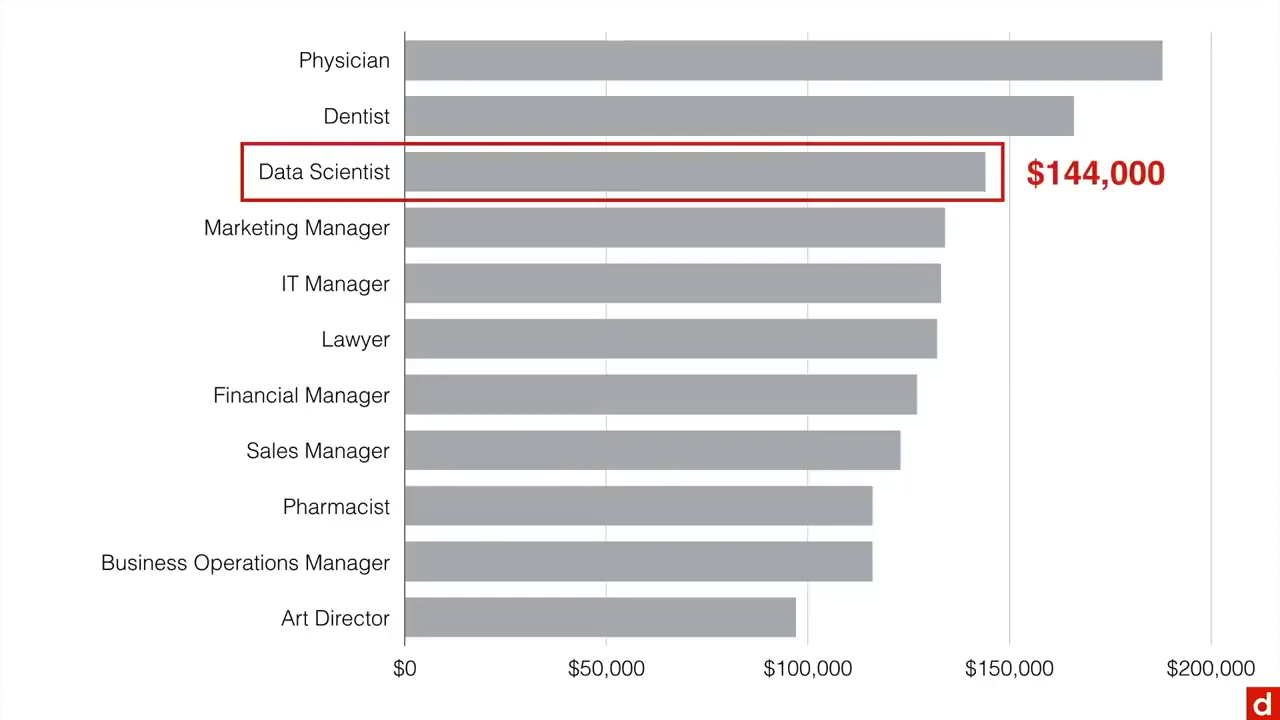 Physician
Dentist
Data Scientist
$144,000
Marketing Manager
IT Manager
Lawyer
Financial Manager
Sales Manager
Pharmacist
Business Operations Manager
Art Director
$0 $50,000 $100,000 $150,000 $200,000
d